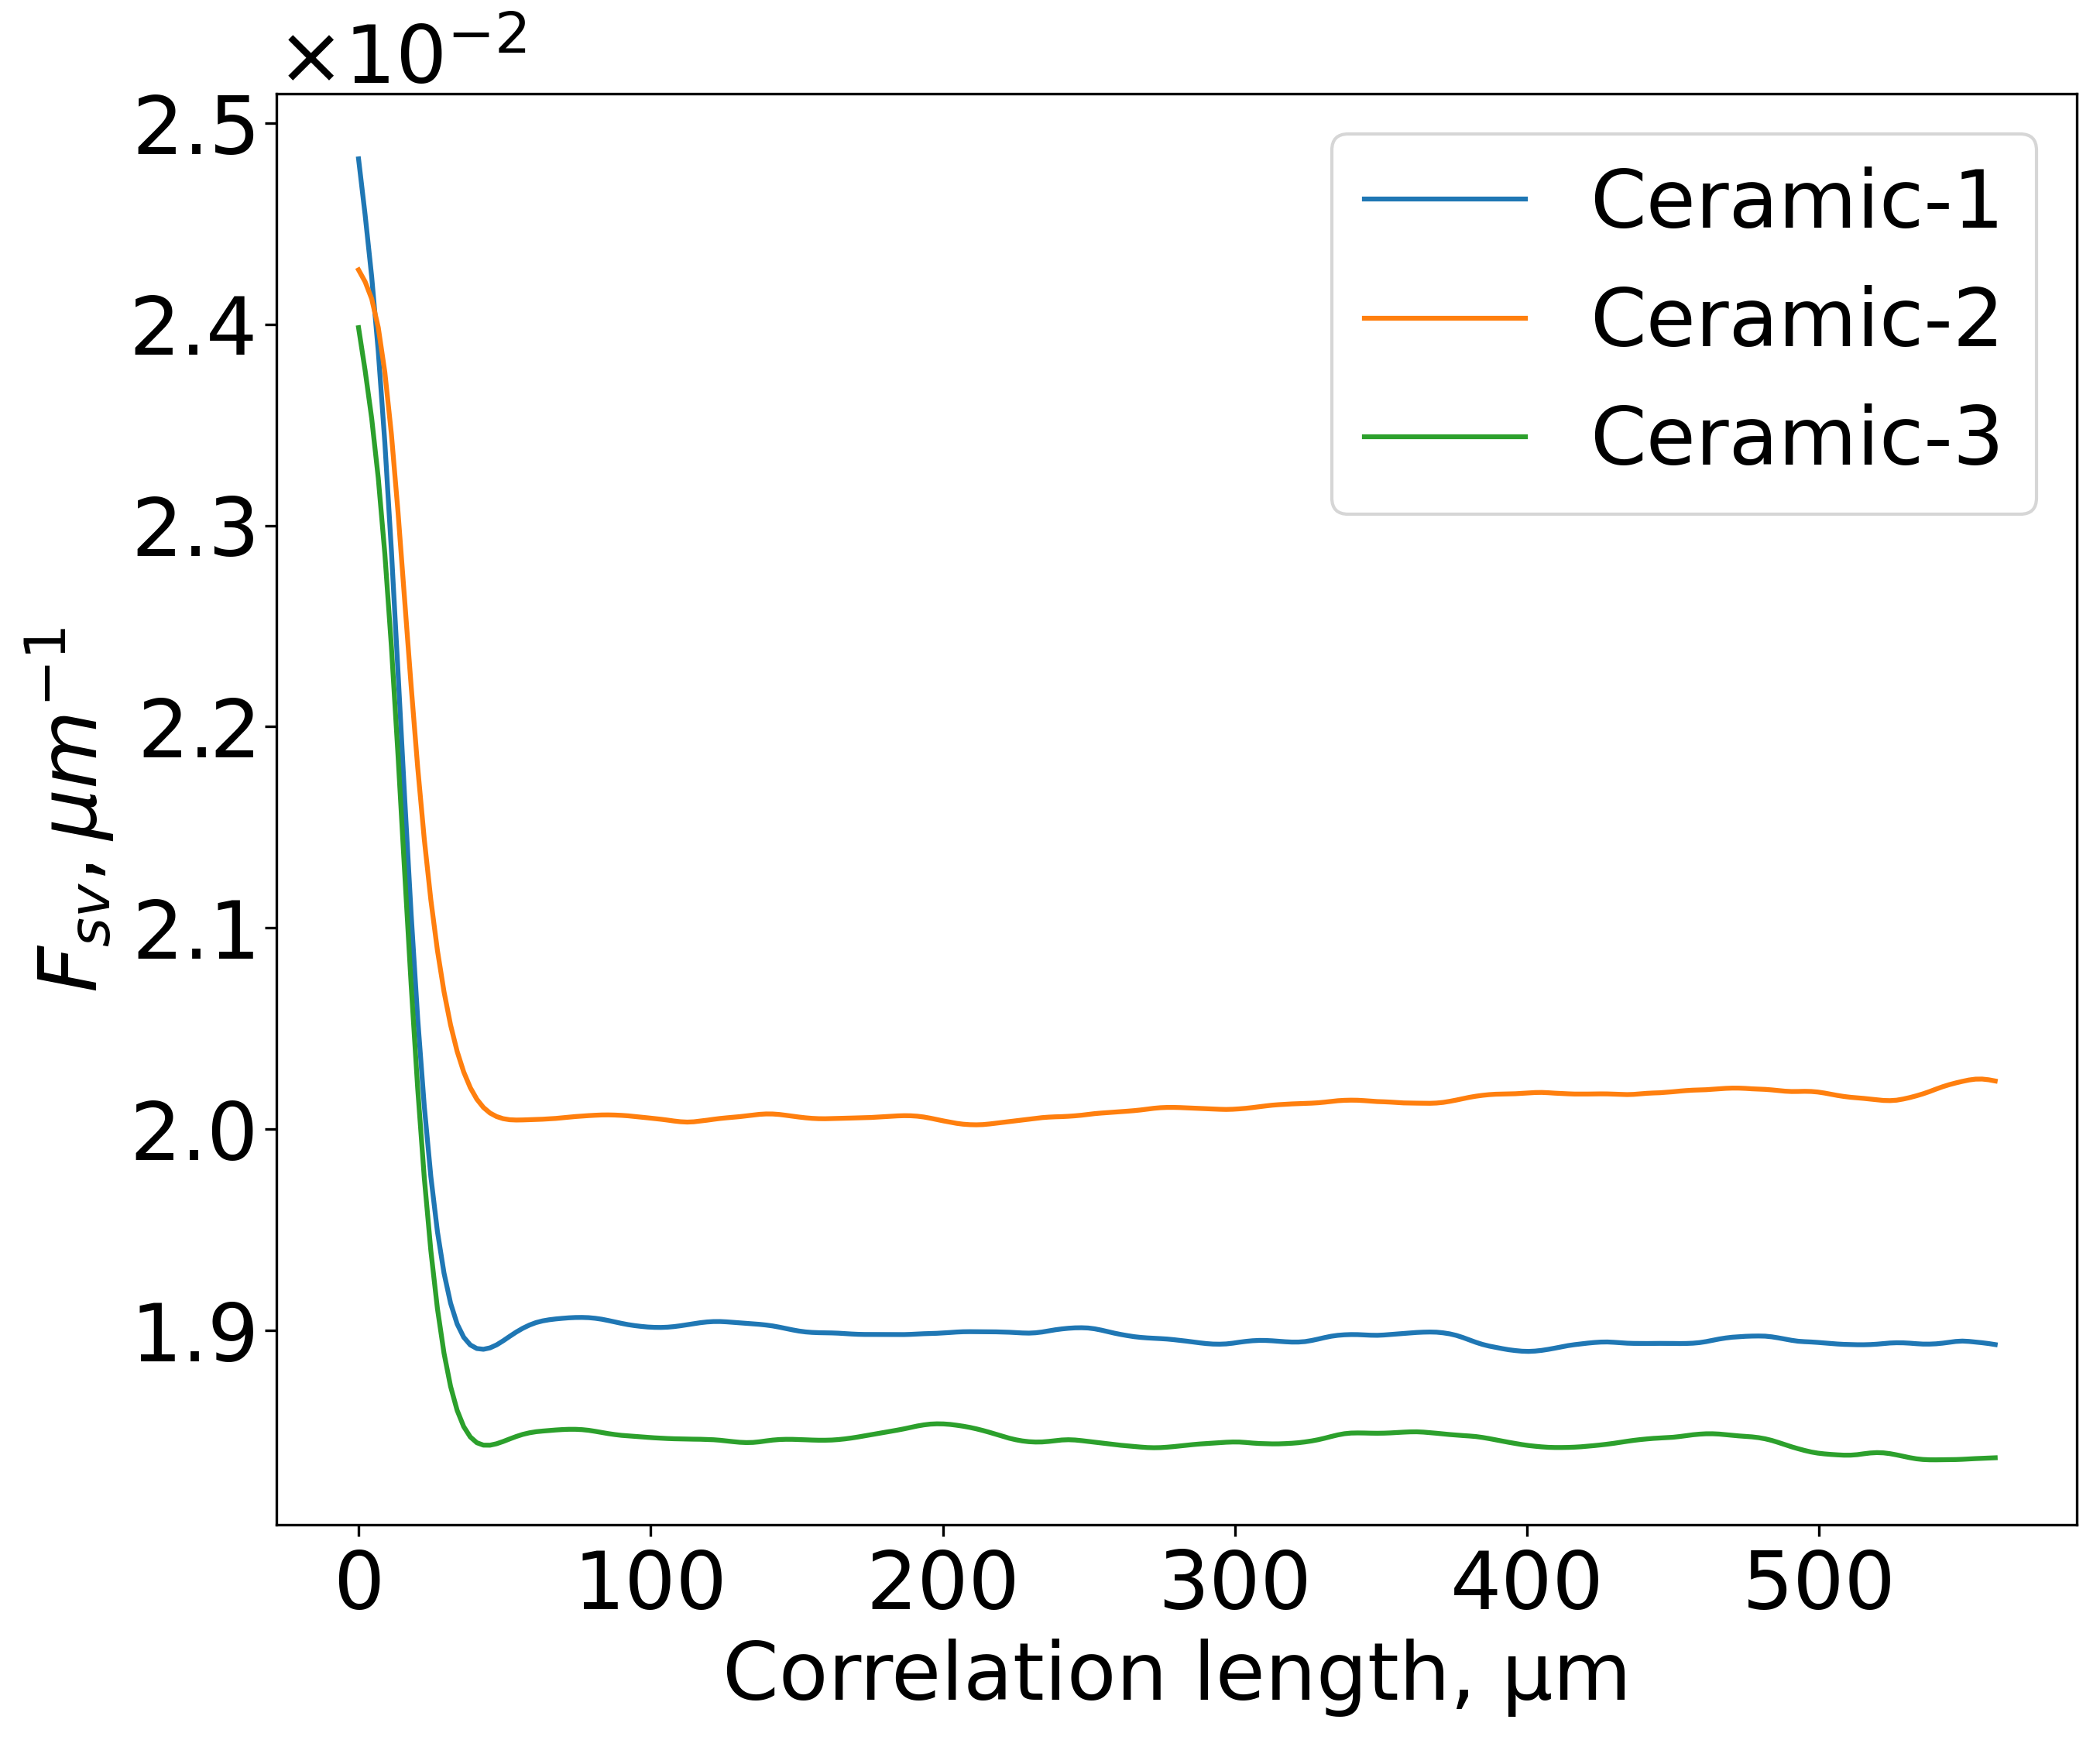 ×10⁻²
2.5
2.4
2.3
2.2
2.1
2.0
1.9
F_sv, μm⁻¹
Ceramic-1
Ceramic-2
Ceramic-3
0 100 200 300 400 500
Correlation length, μm